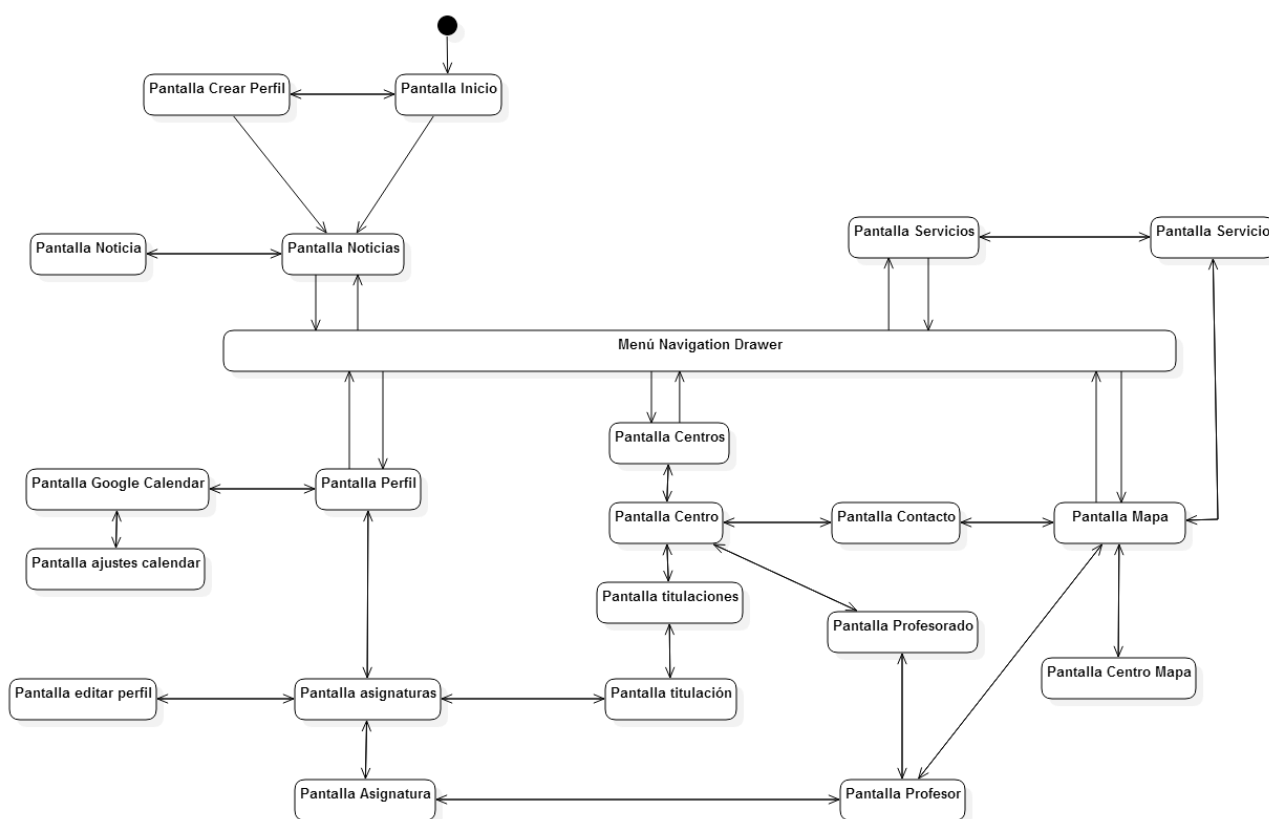 Pantalla Crear Perfil
Pantalla Inicio
Pantalla Noticia
Pantalla Noticias
Pantalla Servicios
Pantalla Servicio
Menú Navigation Drawer
Pantalla Centros
Pantalla Google Calendar
Pantalla Perfil
Pantalla Centro
Pantalla Contacto
Pantalla Mapa
Pantalla ajustes calendar
Pantalla titulaciones
Pantalla Profesorado
Pantalla Centro Mapa
Pantalla editar perfil
Pantalla asignaturas
Pantalla titulación
Pantalla Asignatura
Pantalla Profesor